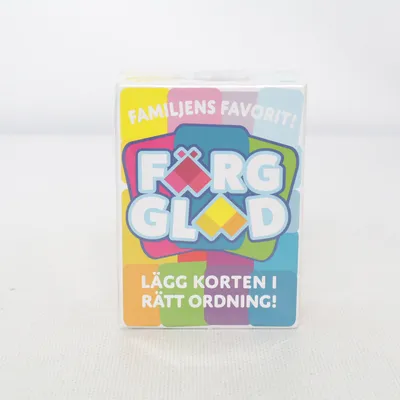 FAMILJENS FAVORIT!
FÄRG
GLAD
LÄGG KORTEN I
RÄTT ORDNING!